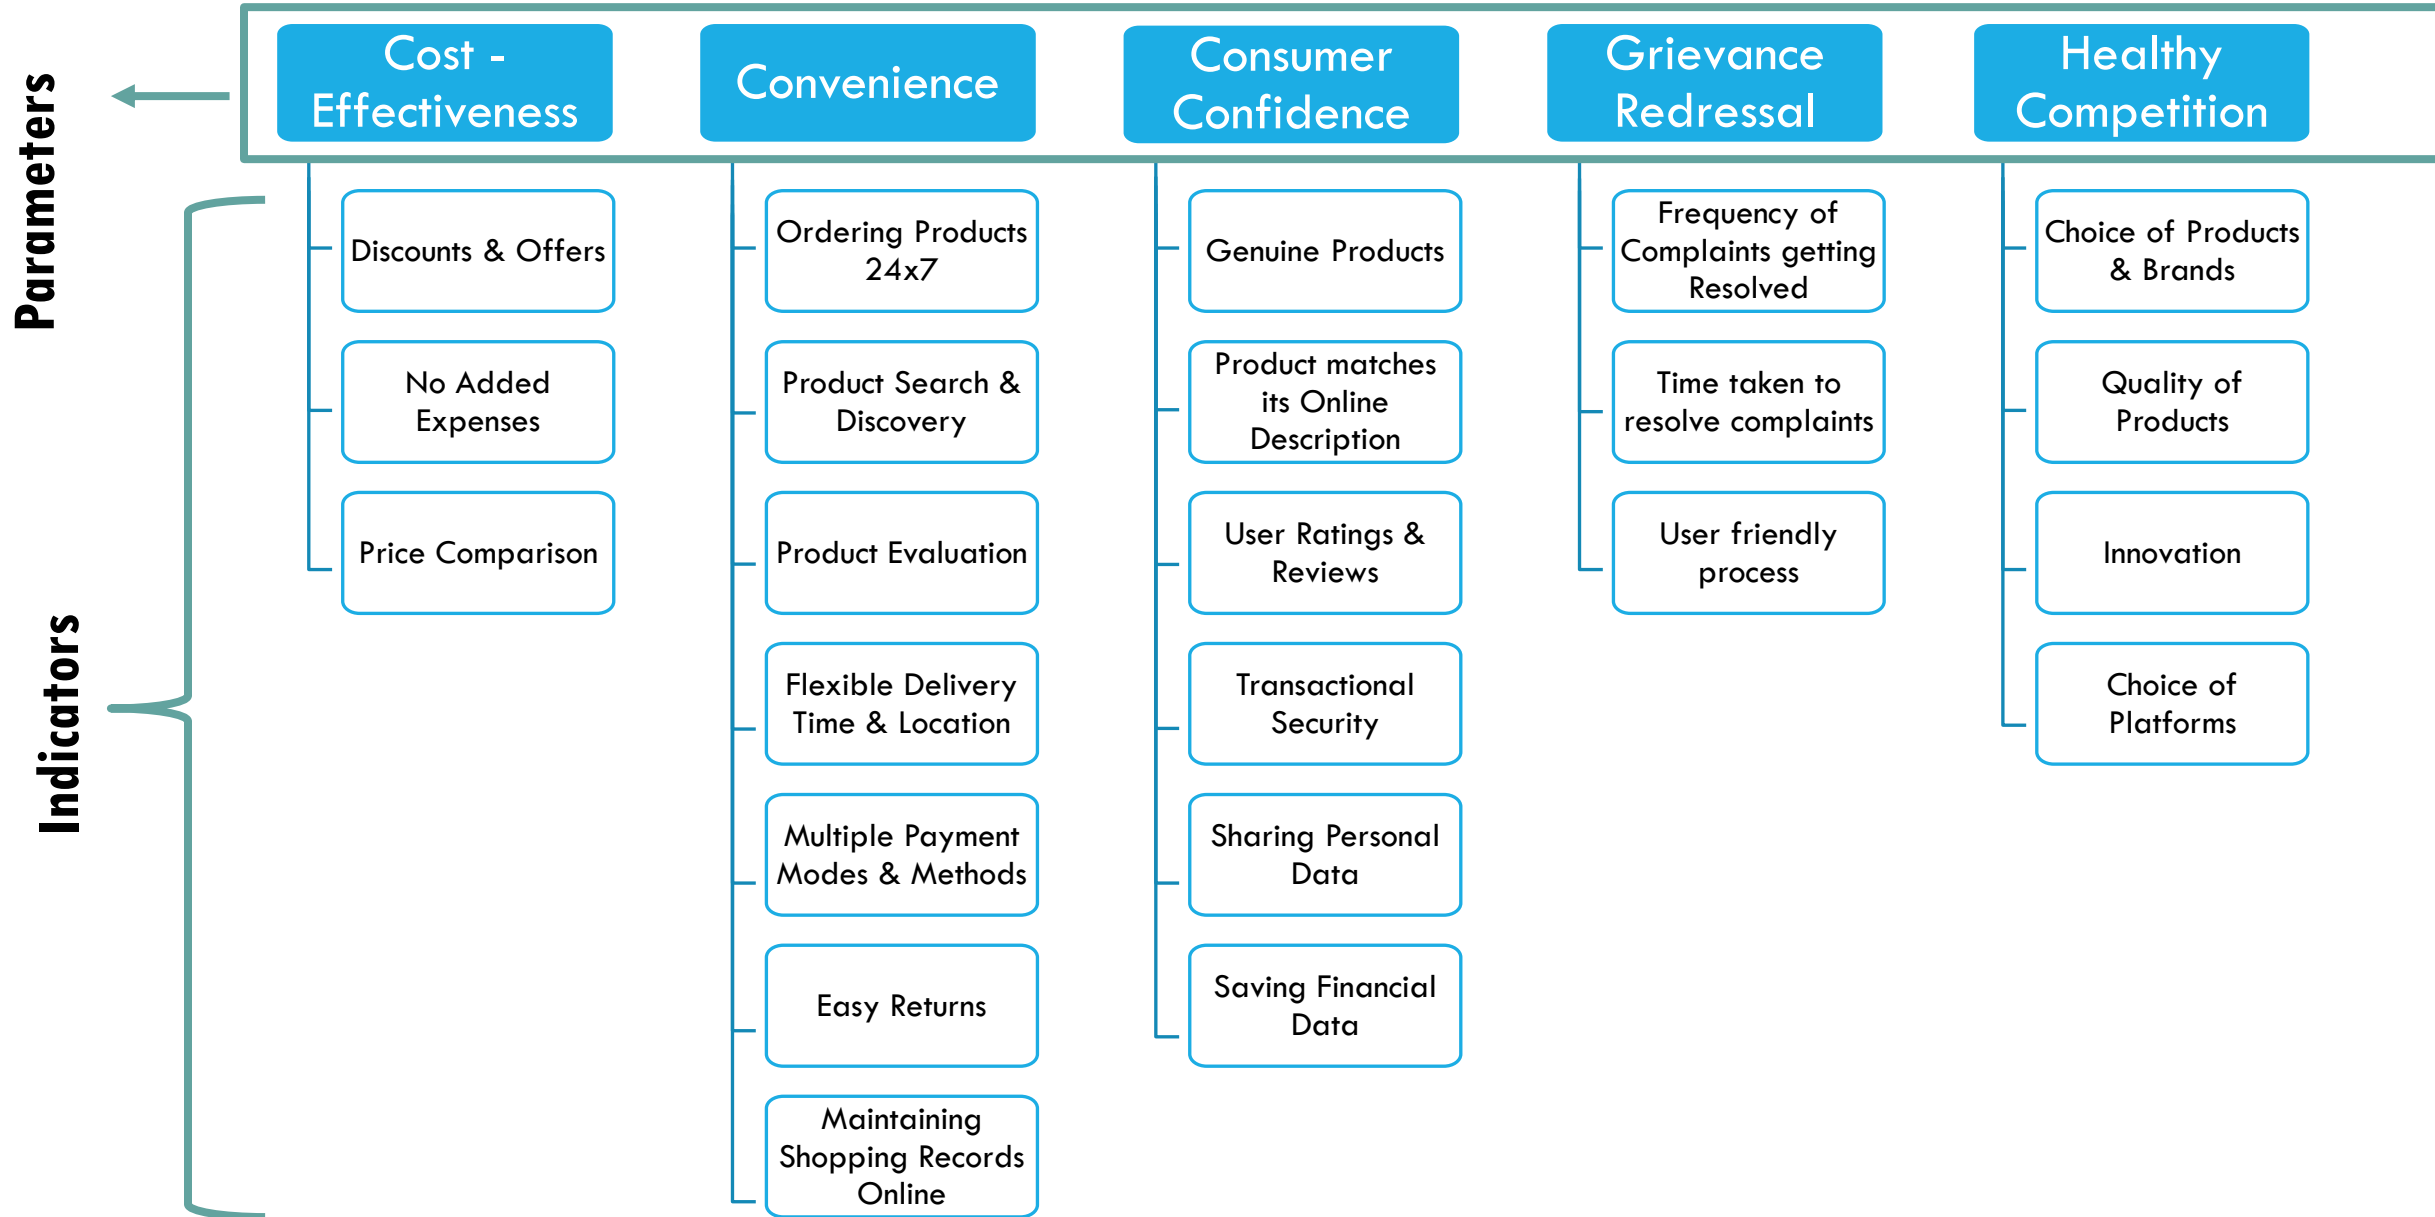 Parameters
Cost -
Effectiveness
Convenience
Consumer
Confidence
Grievance
Redressal
Healthy
Competition
Indicators
Discounts & Offers
No Added
Expenses
Price Comparison
Ordering Products
24x7
Product Search &
Discovery
Product Evaluation
Flexible Delivery
Time & Location
Multiple Payment
Modes & Methods
Easy Returns
Maintaining
Shopping Records
Online
Genuine Products
Product matches
its Online
Description
User Ratings &
Reviews
Transactional
Security
Sharing Personal
Data
Saving Financial
Data
Frequency of
Complaints getting
Resolved
Time taken to
resolve complaints
User friendly
process
Choice of Products
& Brands
Quality of
Products
Innovation
Choice of
Platforms